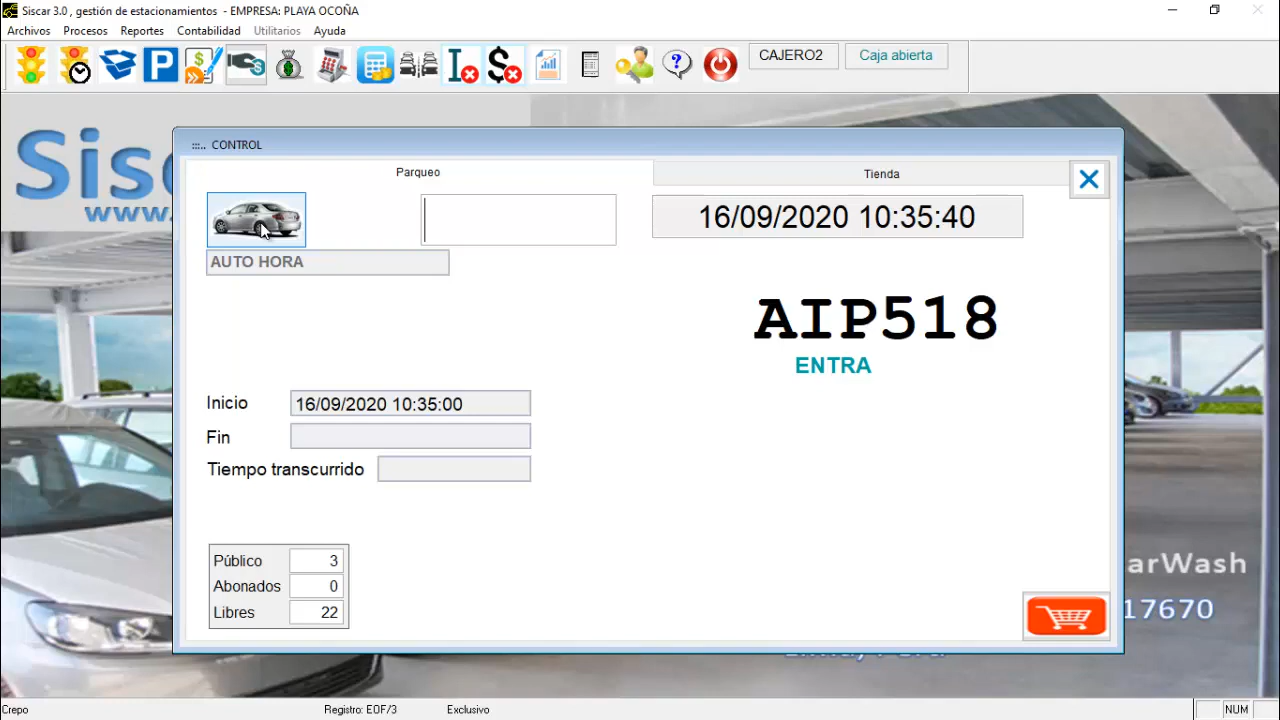 Siscar 3.0 , gestión de estacionamientos - EMPRESA: PLAYA OCOÑA
Archivos Procesos Reportes Contabilidad Utilitarios Ayuda
CAJERO2
Caja abierta
Sis
www.
::::.. CONTROL
Parqueo
Tienda
16/09/2020 10:35:40
AUTO HORA
AIP518
ENTRA
Inicio 16/09/2020 10:35:00
Fin
Tiempo transcurrido
Público 3
Abonados 0
Libres 22
arWash
17670
Crepo Registro: EOF/3 Exclusivo NUM